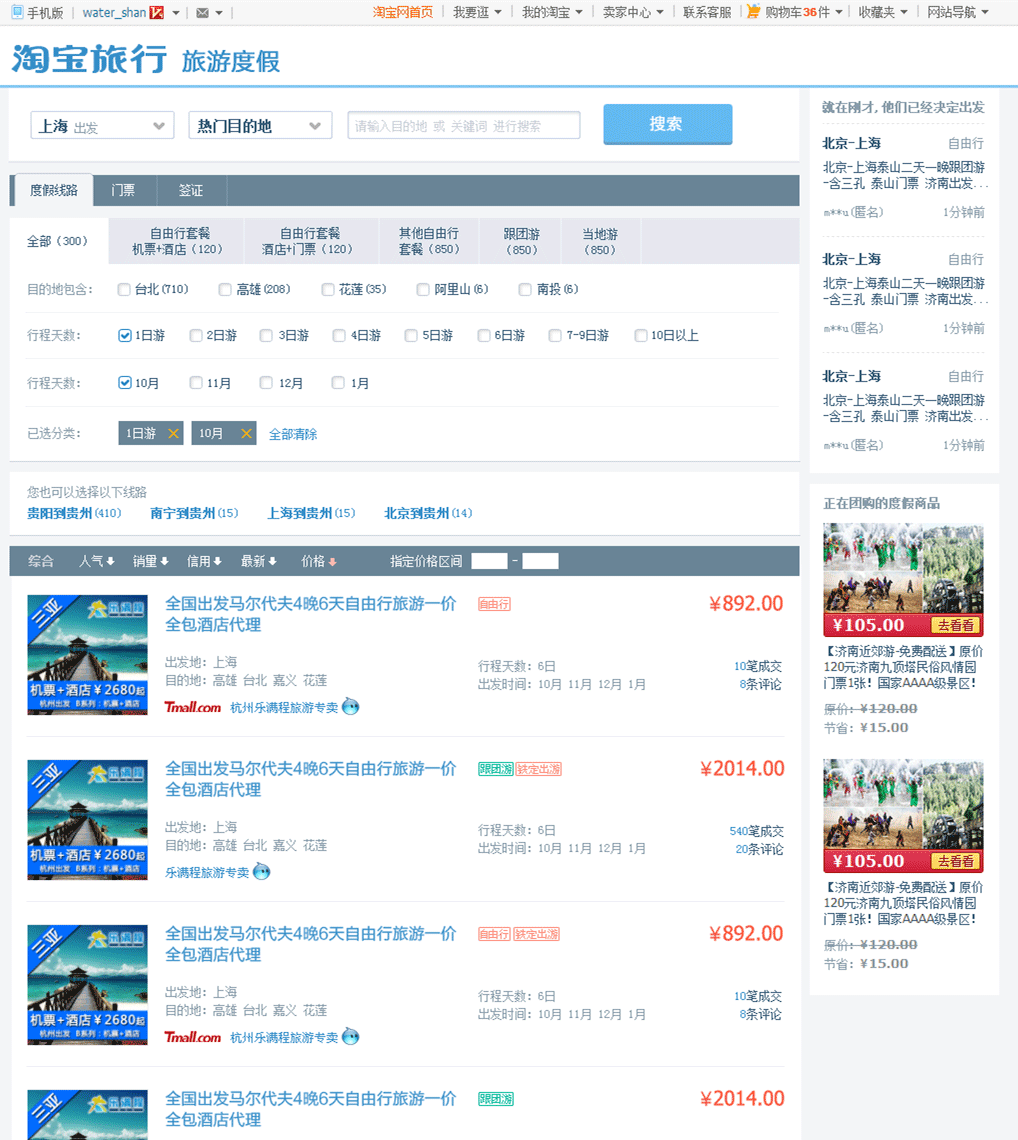 手机版 water_shan 淘宝网首页 我要逛 我的淘宝 卖家中心 联系客服 购物车36件 收藏夹 网站导航
淘宝旅行 旅游度假
上海 出发 热门目的地 请输入目的地 或 关键词 进行搜索 搜索
度假线路 门票 签证
全部（300）
自由行套餐
机票+酒店（120）
自由行套餐
酒店+门票（120）
其他自由行
套餐（850）
跟团游
（850）
当地游
（850）
目的地包含: 台北(710) 高雄(208) 花莲(35) 阿里山(6) 南投(6)
行程天数: 1日游 2日游 3日游 4日游 5日游 6日游 7-9日游 10日以上
行程天数: 10月 11月 12月 1月
已选分类: 1日游 10月 全部清除
您也可以选择以下线路
贵阳到贵州(410) 南宁到贵州(15) 上海到贵州(15) 北京到贵州(14)
综合 人气 销量 信用 最新 价格 指定价格区间 -
三亚
机票+酒店￥2680起
杭州出发 B系列：机票+酒店
全国出发马尔代夫4晚6天自由行旅游一价
全包酒店代理
自由行
¥892.00
出发地: 上海
目的地: 高雄 台北 嘉义 花莲
行程天数: 6日
出发时间: 10月 11月 12月 1月
10笔成交
8条评论
Tmall.com 杭州乐满程旅游专卖
三亚
机票+酒店￥2680起
杭州出发 B系列：机票+酒店
全国出发马尔代夫4晚6天自由行旅游一价
全包酒店代理
跟团游 铁定出游
¥2014.00
出发地: 上海
目的地: 高雄 台北 嘉义 花莲
行程天数: 6日
出发时间: 10月 11月 12月 1月
540笔成交
20条评论
乐满程旅游专卖
三亚
机票+酒店￥2680起
杭州出发 B系列：机票+酒店
全国出发马尔代夫4晚6天自由行旅游一价
全包酒店代理
自由行 铁定出游
¥892.00
出发地: 上海
目的地: 高雄 台北 嘉义 花莲
行程天数: 6日
出发时间: 10月 11月 12月 1月
10笔成交
8条评论
Tmall.com 杭州乐满程旅游专卖
三亚
全国出发马尔代夫4晚6天自由行旅游一价
全包酒店代理
跟团游
¥2014.00
就在刚才, 他们已经决定出发
北京-上海 自由行
北京-上海泰山二天一晚跟团游
-含三孔 泰山门票 济南出发...
m**u(匿名) 1分钟前
北京-上海 自由行
北京-上海泰山二天一晚跟团游
-含三孔 泰山门票 济南出发...
m**u(匿名) 1分钟前
北京-上海 自由行
北京-上海泰山二天一晚跟团游
-含三孔 泰山门票 济南出发...
m**u(匿名) 1分钟前
正在团购的度假商品
¥105.00 去看看
【济南近郊游-免费配送】原价
120元济南九顶塔民俗风情园
门票1张! 国家AAAA级景区!
原价: ¥120.00
节省: ¥15.00
¥105.00 去看看
【济南近郊游-免费配送】原价
120元济南九顶塔民俗风情园
门票1张! 国家AAAA级景区!
原价: ¥120.00
节省: ¥15.00